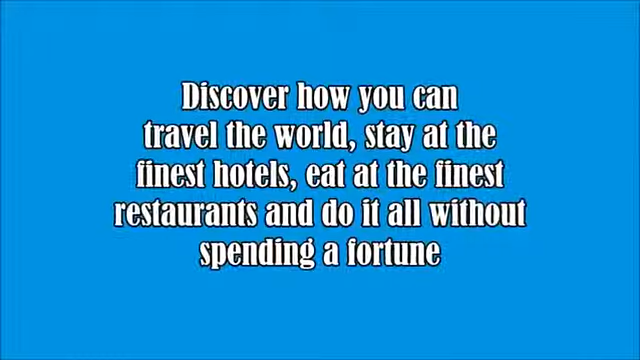 Discover how you can
travel the world, stay at the
finest hotels, eat at the finest
restaurants and do it all without
spending a fortune